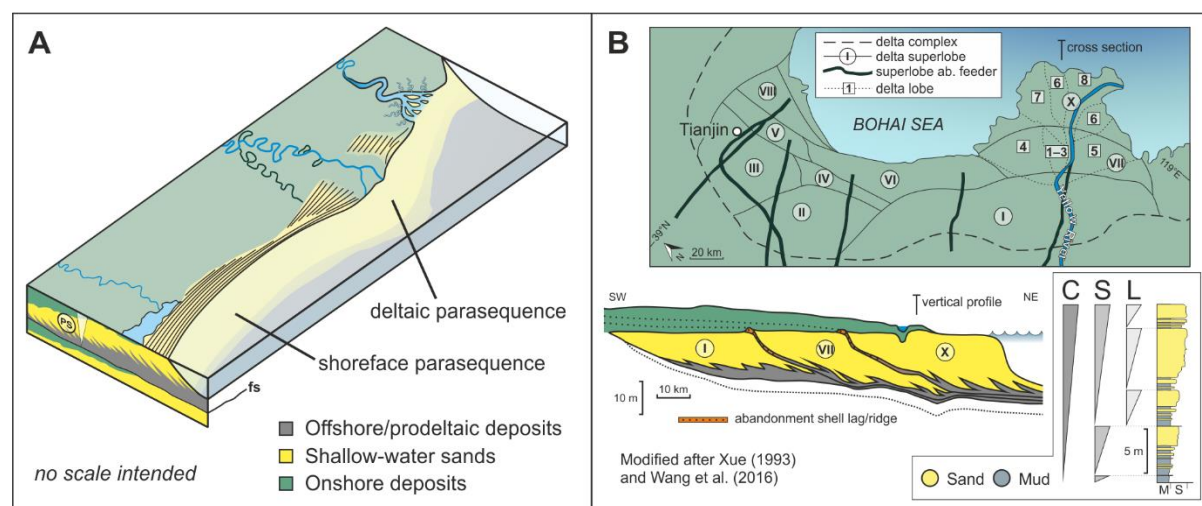 A
PS
fs
deltaic parasequence
shoreface parasequence
Offshore/prodeltaic deposits
Shallow-water sands
Onshore deposits
no scale intended
B
delta complex
I delta superlobe
superlobe ab. feeder
1 delta lobe
cross section
BOHAI SEA
Tianjin
VIII
V
III
IV
II
VI
I
7
6
8
X
6
4
1–3
5
VII
119°E
39°N
N
20 km
YELLOW RIVER
SW
vertical profile
NE
I
VII
X
10 m
10 km
abandonment shell lag/ridge
Modified after Xue (1993)
and Wang et al. (2016)
C S L
5 m
M S
Sand
Mud